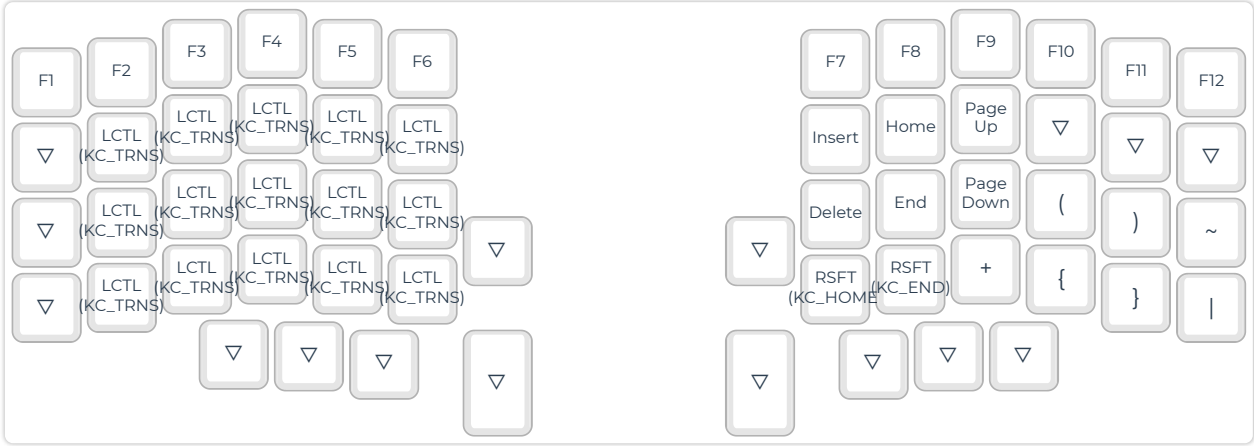 F1 F2 F3 F4 F5 F6 F7 F8 F9 F10 F11 F12
▽ LCTL (KC_TRNS) LCTL (KC_TRNS) LCTL (KC_TRNS) LCTL (KC_TRNS) LCTL (KC_TRNS) Insert Home Page Up ▽ ▽ ▽
▽ LCTL (KC_TRNS) LCTL (KC_TRNS) LCTL (KC_TRNS) LCTL (KC_TRNS) LCTL (KC_TRNS) ▽ ▽ Delete End Page Down ( ) ~
▽ LCTL (KC_TRNS) LCTL (KC_TRNS) LCTL (KC_TRNS) LCTL (KC_TRNS) LCTL (KC_TRNS) RSFT (KC_HOME RSFT (KC_END) + { } |
▽ ▽ ▽ ▽ ▽ ▽ ▽ ▽